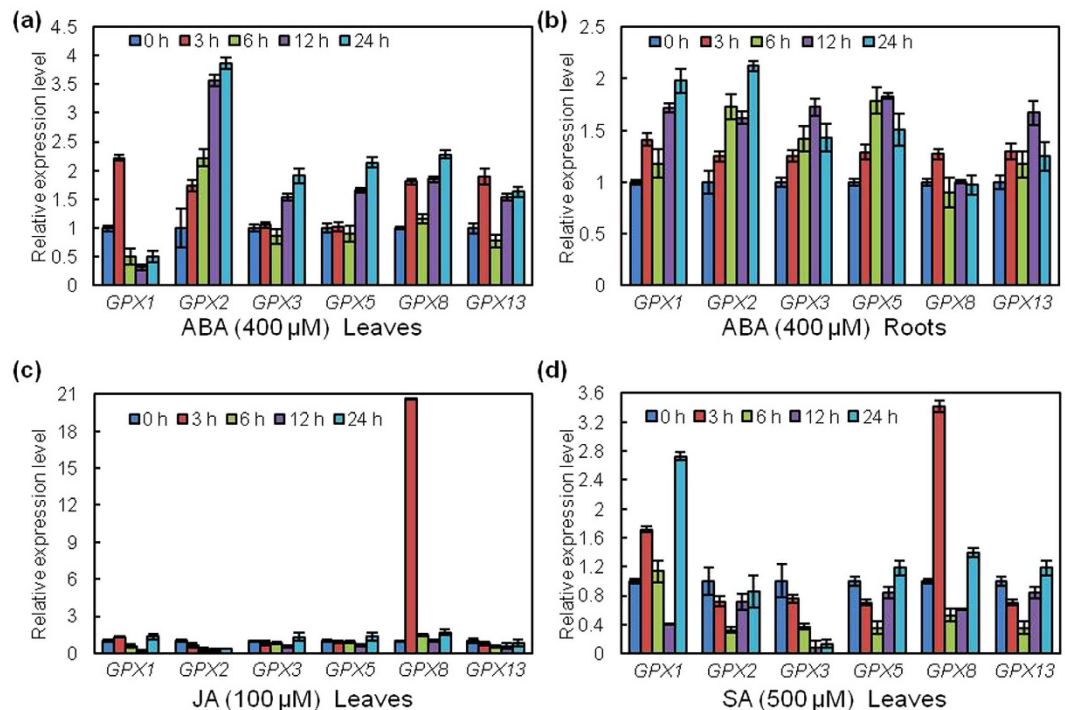 (a)
4.5
4
3.5
3
2.5
2
1.5
1
0.5
0
Relative expression level
0 h 3 h 6 h 12 h 24 h
GPX1 GPX2 GPX3 GPX5 GPX8 GPX13
ABA (400 µM) Leaves
(b)
2.5
2
1.5
1
0.5
0
Relative expression level
0 h 3 h 6 h 12 h 24 h
GPX1 GPX2 GPX3 GPX5 GPX8 GPX13
ABA (400 µM) Roots
(c)
21
18
15
12
9
6
3
0
Relative expression level
0 h 3 h 6 h 12 h 24 h
GPX1 GPX2 GPX3 GPX5 GPX8 GPX13
JA (100 µM) Leaves
(d)
3.6
3.2
2.8
2.4
2
1.6
1.2
0.8
0.4
0
Relative expression level
0 h 3 h 6 h 12 h 24 h
GPX1 GPX2 GPX3 GPX5 GPX8 GPX13
SA (500 µM) Leaves